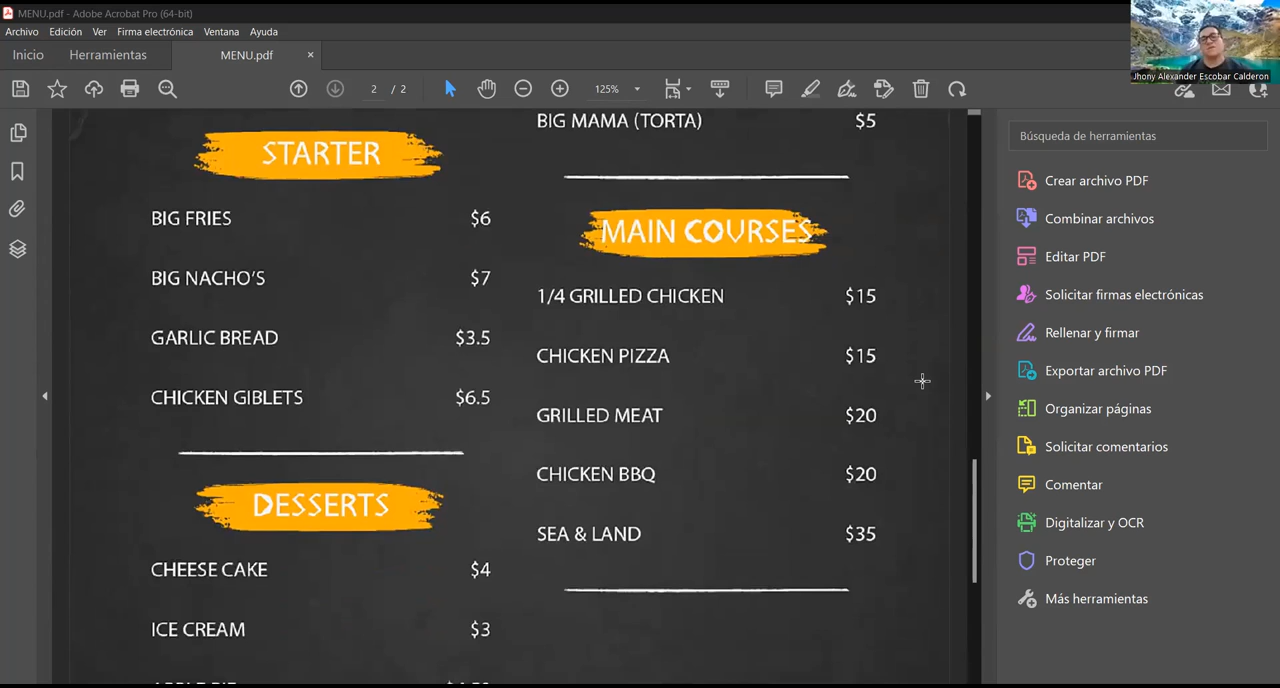 MENU.pdf - Adobe Acrobat Pro (64-bit)
Archivo Edición Ver Firma electrónica Ventana Ayuda
Inicio Herramientas MENU.pdf ×
2 / 2 125%
Jhony Alexander Escobar Calderon
STARTER
BIG FRIES $6
BIG NACHO'S $7
GARLIC BREAD $3.5
CHICKEN GIBLETS $6.5
DESSERTS
CHEESE CAKE $4
ICE CREAM $3
BIG MAMA (TORTA) $5
MAIN COURSES
1/4 GRILLED CHICKEN $15
CHICKEN PIZZA $15
GRILLED MEAT $20
CHICKEN BBQ $20
SEA & LAND $35
Búsqueda de herramientas
Crear archivo PDF
Combinar archivos
Editar PDF
Solicitar firmas electrónicas
Rellenar y firmar
Exportar archivo PDF
Organizar páginas
Solicitar comentarios
Comentar
Digitalizar y OCR
Proteger
Más herramientas